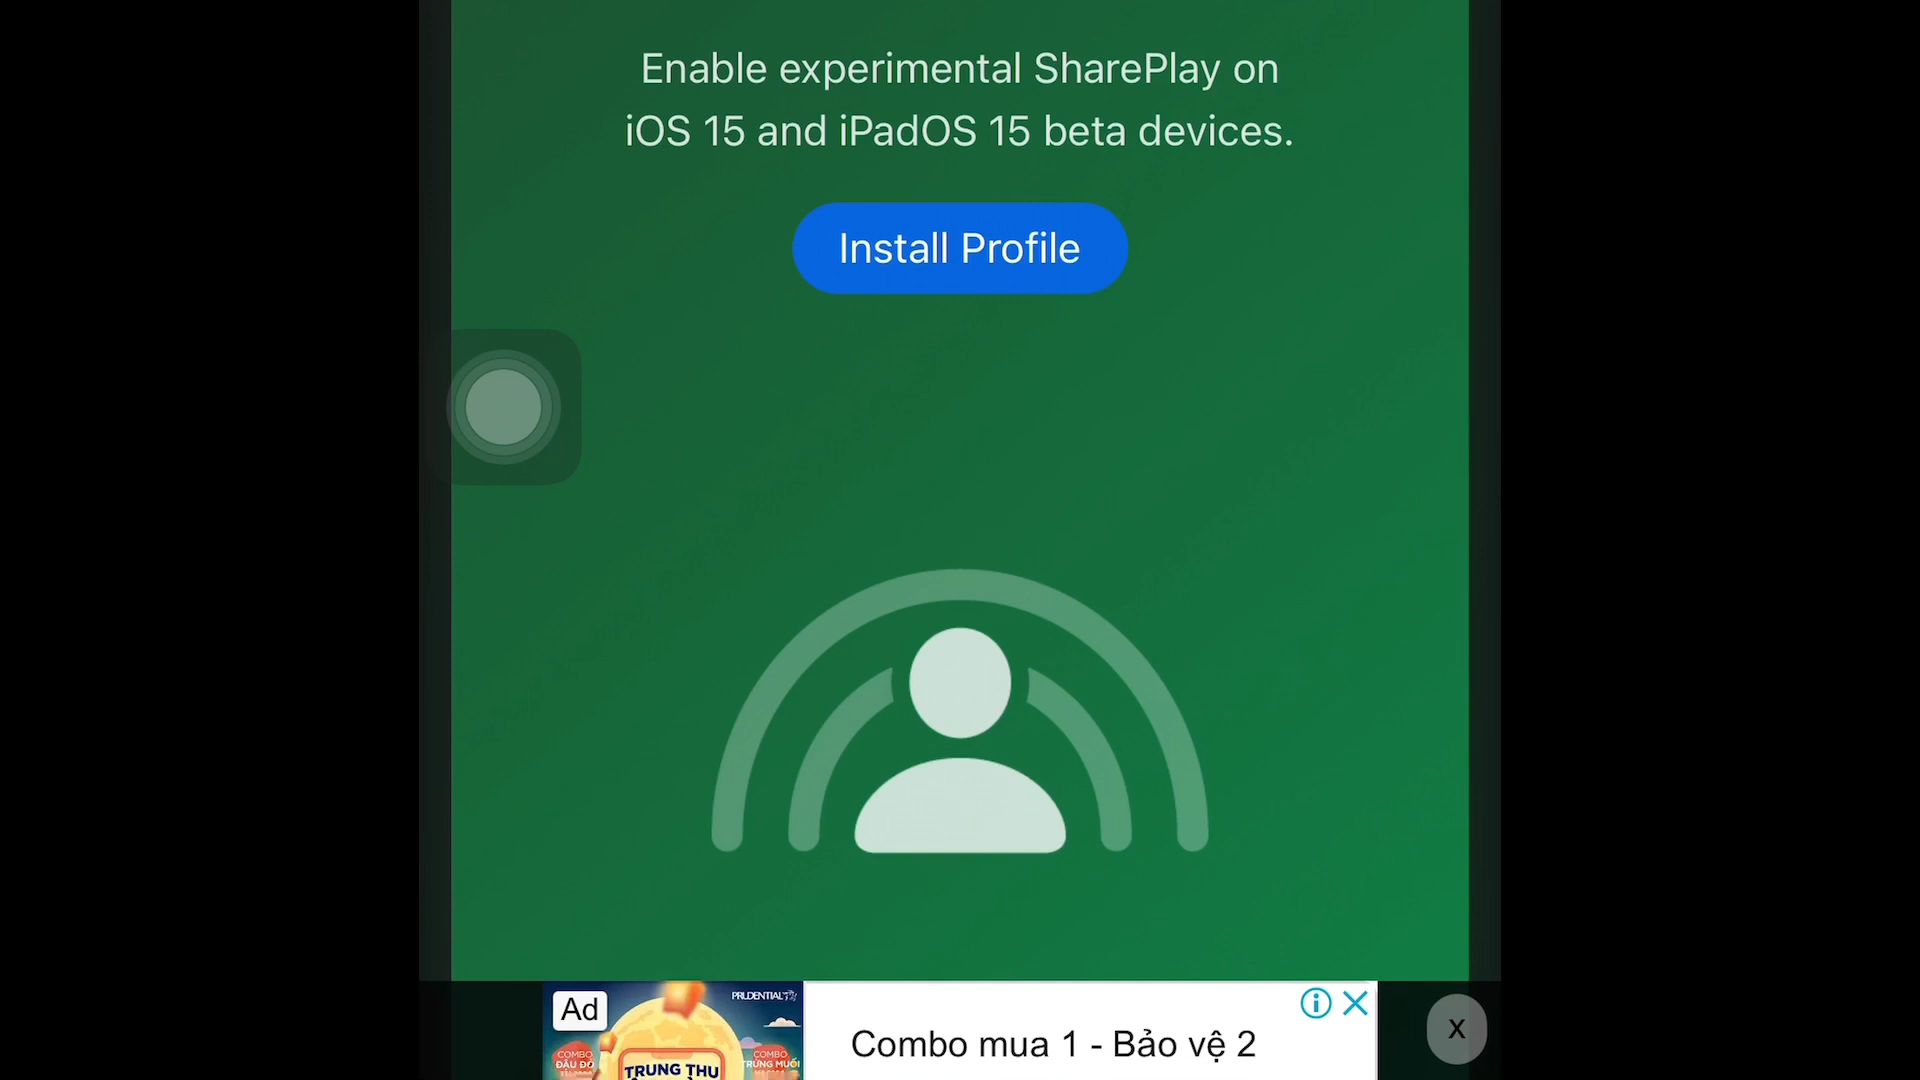 Enable experimental SharePlay on
iOS 15 and iPadOS 15 beta devices.
Install Profile
Ad
PRUDENTIAL
COMBO
ĐẬU ĐỎ
TRUNG THU
COMBO
TRỨNG MUỐI
Combo mua 1 - Bảo vệ 2
X